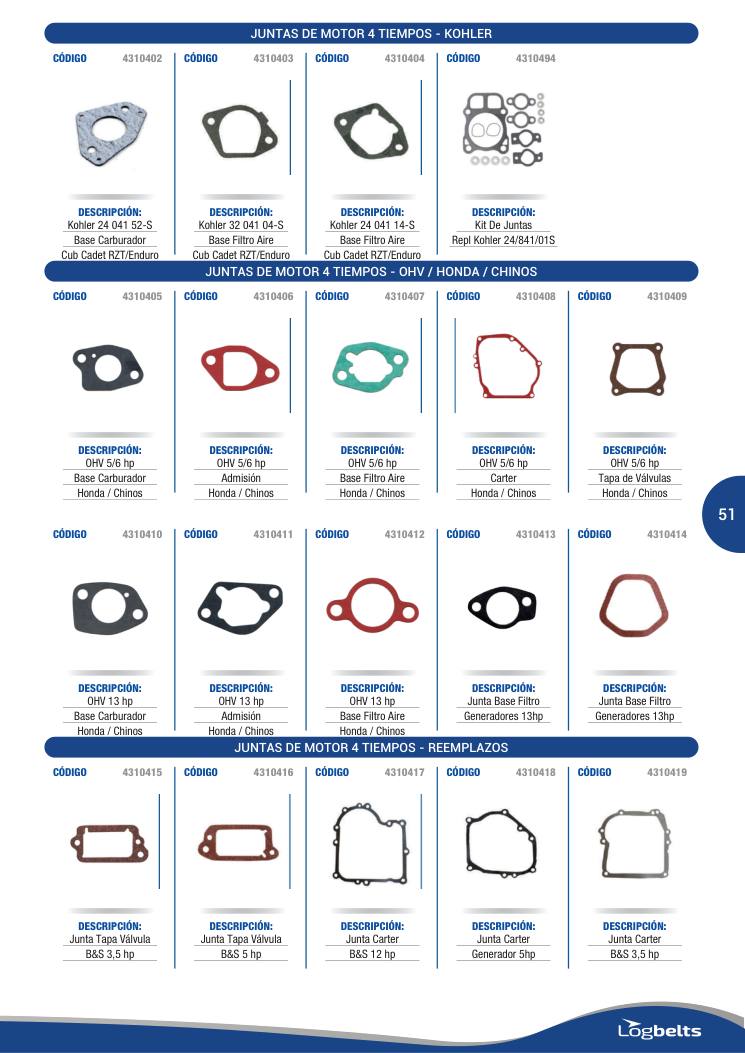 JUNTAS DE MOTOR 4 TIEMPOS - KOHLER
CÓDIGO 4310402
DESCRIPCIÓN:
Kohler 24 041 52-S
Base Carburador
Cub Cadet RZT/Enduro
CÓDIGO 4310403
DESCRIPCIÓN:
Kohler 32 041 04-S
Base Filtro Aire
Cub Cadet RZT/Enduro
CÓDIGO 4310404
DESCRIPCIÓN:
Kohler 24 041 14-S
Base Filtro Aire
Cub Cadet RZT/Enduro
CÓDIGO 4310494
DESCRIPCIÓN:
Kit De Juntas
Repl Kohler 24/841/01S
JUNTAS DE MOTOR 4 TIEMPOS - OHV / HONDA / CHINOS
CÓDIGO 4310405
DESCRIPCIÓN:
OHV 5/6 hp
Base Carburador
Honda / Chinos
CÓDIGO 4310406
DESCRIPCIÓN:
OHV 5/6 hp
Admisión
Honda / Chinos
CÓDIGO 4310407
DESCRIPCIÓN:
OHV 5/6 hp
Base Filtro Aire
Honda / Chinos
CÓDIGO 4310408
DESCRIPCIÓN:
OHV 5/6 hp
Carter
Honda / Chinos
CÓDIGO 4310409
DESCRIPCIÓN:
OHV 5/6 hp
Tapa de Válvulas
Honda / Chinos
51
CÓDIGO 4310410
DESCRIPCIÓN:
OHV 13 hp
Base Carburador
Honda / Chinos
CÓDIGO 4310411
DESCRIPCIÓN:
OHV 13 hp
Admisión
Honda / Chinos
CÓDIGO 4310412
DESCRIPCIÓN:
OHV 13 hp
Base Filtro Aire
Honda / Chinos
CÓDIGO 4310413
DESCRIPCIÓN:
Junta Base Filtro
Generadores 13hp
CÓDIGO 4310414
DESCRIPCIÓN:
Junta Base Filtro
Generadores 13hp
JUNTAS DE MOTOR 4 TIEMPOS - REEMPLAZOS
CÓDIGO 4310415
DESCRIPCIÓN:
Junta Tapa Válvula
B&S 3,5 hp
CÓDIGO 4310416
DESCRIPCIÓN:
Junta Tapa Válvula
B&S 5 hp
CÓDIGO 4310417
DESCRIPCIÓN:
Junta Carter
B&S 12 hp
CÓDIGO 4310418
DESCRIPCIÓN:
Junta Carter
Generador 5hp
CÓDIGO 4310419
DESCRIPCIÓN:
Junta Carter
B&S 3,5 hp
Logbelts